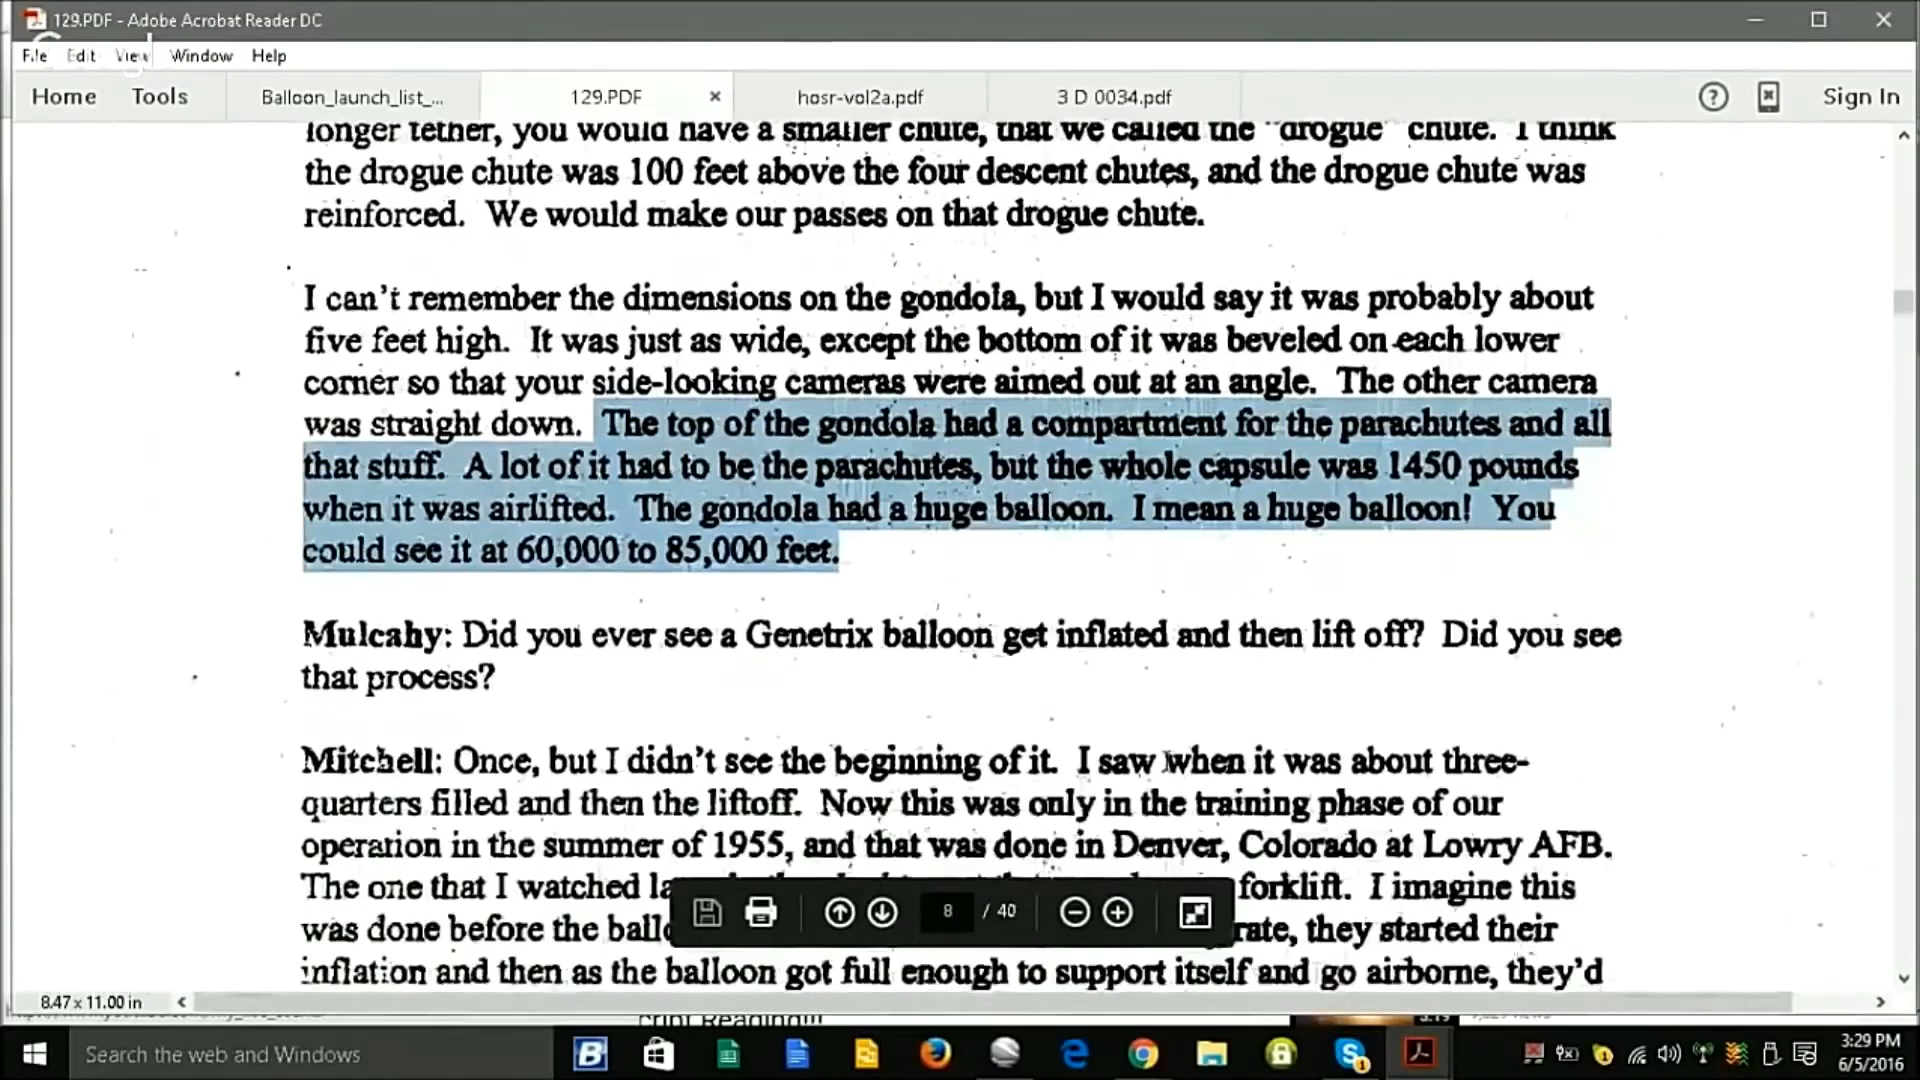 129.PDF - Adobe Acrobat Reader DC
File Edit View Window Help
Home Tools Balloon_launch_list_... 129.PDF × hosr-vol2a.pdf 3 D 0034.pdf Sign In
longer tether, you would have a smaller chute, that we called the "drogue" chute. I think
the drogue chute was 100 feet above the four descent chutes, and the drogue chute was
reinforced. We would make our passes on that drogue chute.
I can't remember the dimensions on the gondola, but I would say it was probably about
five feet high. It was just as wide, except the bottom of it was beveled on each lower
corner so that your side-looking cameras were aimed out at an angle. The other camera
was straight down. The top of the gondola had a compartment for the parachutes and all
that stuff. A lot of it had to be the parachutes, but the whole capsule was 1450 pounds
when it was airlifted. The gondola had a huge balloon. I mean a huge balloon! You
could see it at 60,000 to 85,000 feet.
Mulcahy: Did you ever see a Genetrix balloon get inflated and then lift off? Did you see
that process?
Mitchell: Once, but I didn't see the beginning of it. I saw when it was about three-
quarters filled and then the liftoff. Now this was only in the training phase of our
operation in the summer of 1955, and that was done in Denver, Colorado at Lowry AFB.
The one that I watched forklift. I imagine this
was done before the rate, they started their
inflation and then as the balloon got full enough to support itself and go airborne, they'd
8 / 40
8.47 x 11.00 in
Search the web and Windows
3:29 PM
6/5/2016